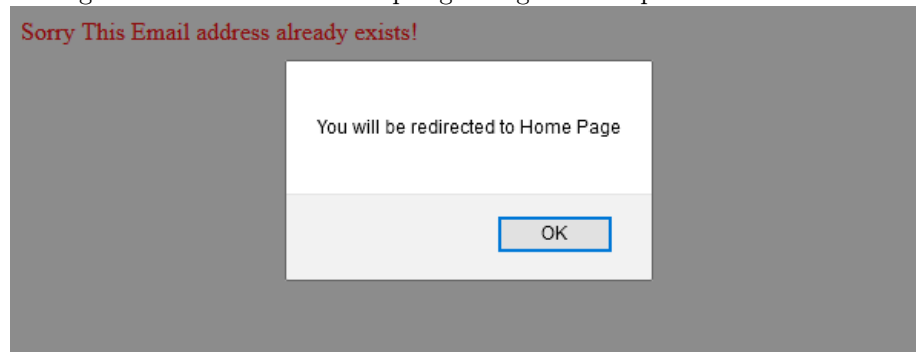 Sorry This Email address already exists!
You will be redirected to Home Page
OK